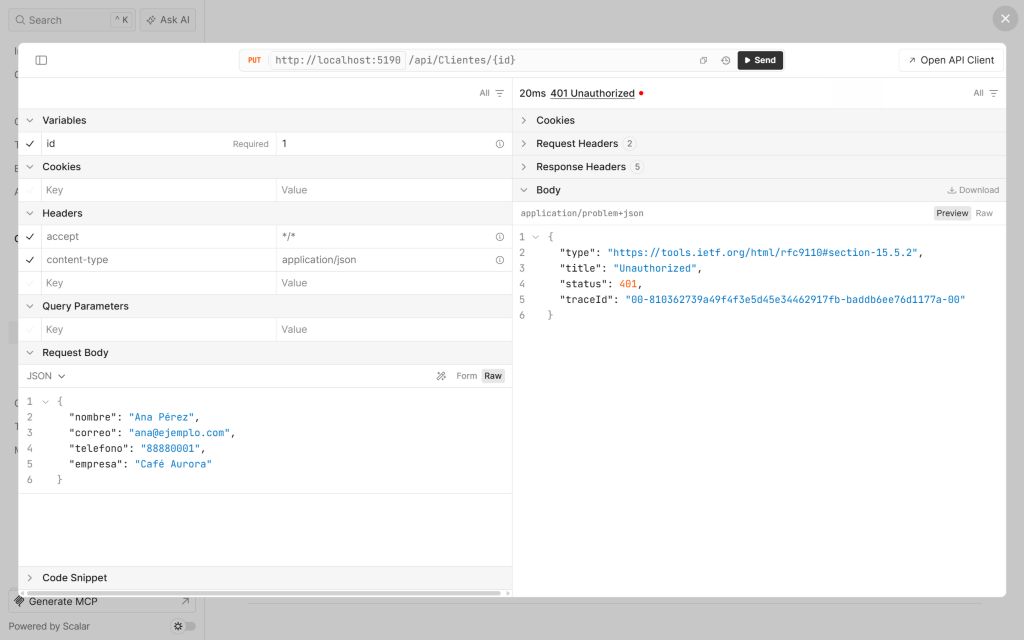 Search ^ K Ask AI
PUT http://localhost:5190 /api/Clientes/{id} Send Open API Client
All
20ms 401 Unauthorized All
Variables
id Required 1
Cookies
Key Value
Headers
accept */*
content-type application/json
Key Value
Query Parameters
Key Value
Request Body
JSON Form Raw
1 {
2 "nombre": "Ana Pérez",
3 "correo": "ana@ejemplo.com",
4 "telefono": "88880001",
5 "empresa": "Café Aurora"
6 }
Code Snippet
Cookies
Request Headers 2
Response Headers 5
Body Download
application/problem+json Preview Raw
1 {
2 "type": "https://tools.ietf.org/html/rfc9110#section-15.5.2",
3 "title": "Unauthorized",
4 "status": 401,
5 "traceId": "00-810362739a49f4f3e5d45e34462917fb-baddb6ee76d1177a-00"
6 }
Generate MCP
Powered by Scalar